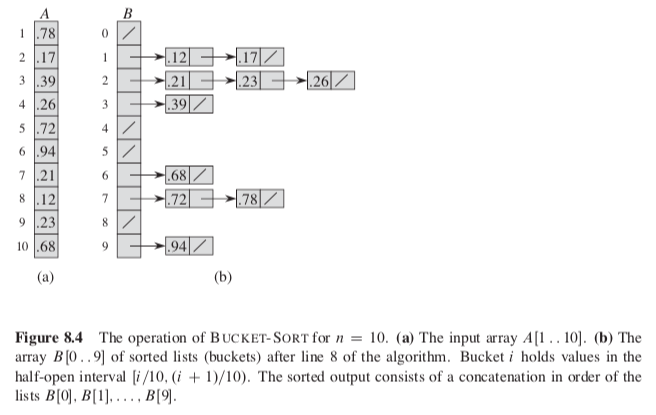 A B
1 .78 0
2 .17 1 .12 .17
3 .39 2 .21 .23 .26
4 .26 3 .39
5 .72 4
6 .94 5
7 .21 6 .68
8 .12 7 .72 .78
9 .23 8
10 .68 9 .94
(a) (b)
Figure 8.4 The operation of BUCKET-SORT for n = 10. (a) The input array A[1 . . 10]. (b) The
array B[0 . . 9] of sorted lists (buckets) after line 8 of the algorithm. Bucket i holds values in the
half-open interval [i/10, (i + 1)/10). The sorted output consists of a concatenation in order of the
lists B[0], B[1], . . . , B[9].